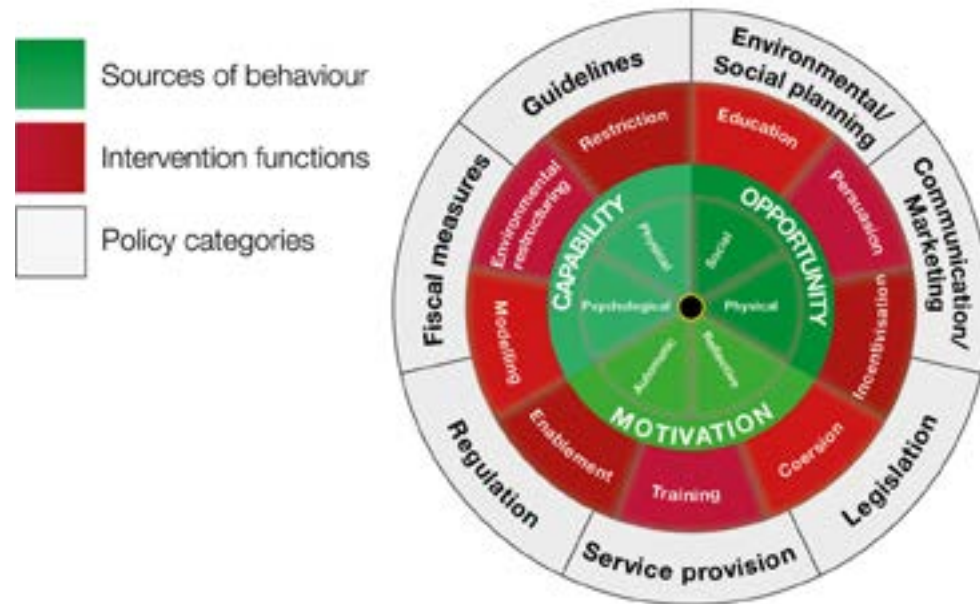 Sources of behaviour
Intervention functions
Policy categories
Guidelines
Environmental/
Social planning
Communication/
Marketing
Legislation
Service provision
Regulation
Fiscal measures
Restriction
Education
Persuasion
Incentivisation
Coersion
Training
Enablement
Modelling
Environmental
restructuring
CAPABILITY
OPPORTUNITY
MOTIVATION
Physical
Social
Physical
Reflective
Automatic
Psychological